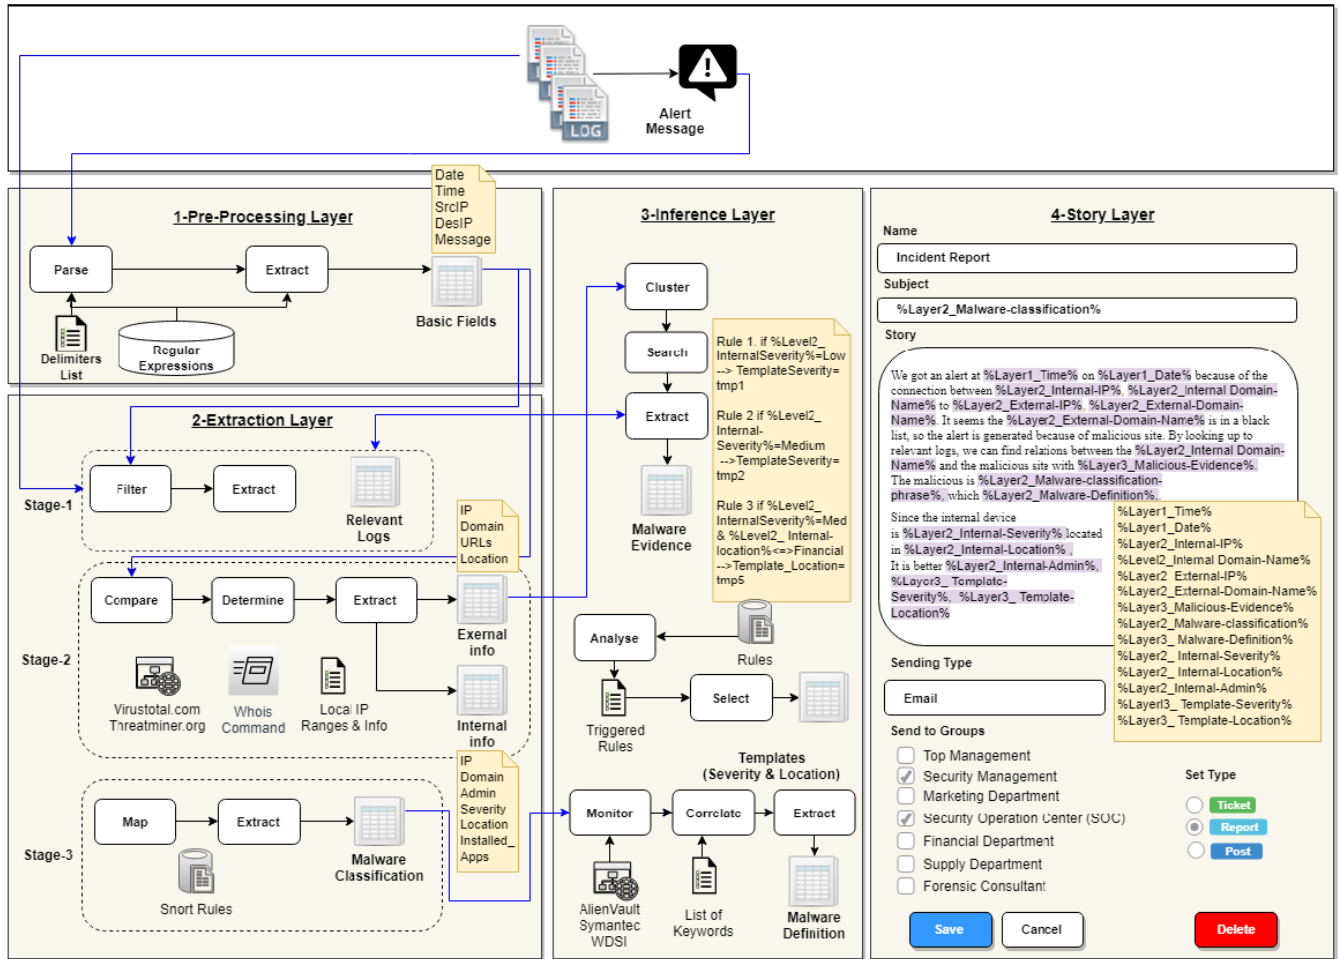 LOG
Alert
Message
Date
Time
SrcIP
DesIP
Message
1-Pre-Processing Layer
Parse
Extract
Basic Fields
Delimiters
List
Regular
Expressions
2-Extraction Layer
Stage-1
Filter
Extract
Relevant
Logs
IP
Domain
URLs
Location
Stage-2
Compare
Determine
Extract
Exernal
info
Internal
info
Virustotal.com
Threatminer.org
Whois
Command
Local IP
Ranges & Info
IP
Domain
Admin
Severity
Location
Installed_
Apps
Stage-3
Map
Extract
Malware
Classification
Snort Rules
3-Inference Layer
Cluster
Search
Extract
Malware
Evidence
Rule 1. if %Level2_
InternalSeverity%=Low
--> TemplateSeverity=
tmp1
Rule 2 if %Level2_
Internal-
Severity%=Medium
-->TemplateSeverity=
tmp2
Rule 3 if %Level2_
InternalSeverity%=Med
& %Level2_ Internal-
location%<=>Financial
-->Template_Location=
tmp5
Analyse
Rules
Triggered
Rules
Select
Templates
(Severity & Location)
Monitor
Correlate
Extract
AlienVault
Symantec
WDSI
List of
Keywords
Malware
Definition
4-Story Layer
Name
Incident Report
Subject
%Layer2_Malware-classification%
Story
We got an alert at %Layer1_Time% on %Layer1_Date% because of the
connection between %Layer2_Internal-IP%, %Layer2_internal Domain-
Name% to %Layer2_External-IP%, %Layer2_External-Domain-
Name%. It seems the %Layer2_External-Domain-Name% is in a black
list, so the alert is generated because of malicious site. By looking up to
relevant logs, we can find relations between the %Layer2_Internal Domain-
Name% and the malicious site with %Layer3_Malicious-Evidence%.
The malicious is %Layer2_Malware-classification-
phrase%, which %Layer2_Malware-Definition%,.
Since the internal device
is %Layer2_Internal-Severity% located
in %Layer2_Internal-Location% ,
It is better %Layer2_Internal-Admin%,
%Layer3_ Template-
Severity%, %Layer3_ Template-
Location%
%Layer1_Time%
%Layer1_Date%
%Layer2_Internal-IP%
%Level2_Internal Domain-Name%
%Layer2_External-IP%
%Layer2_External-Domain-Name%
%Layer3_Malicious-Evidence%
%Layer2_Malware-classification%
%Layer3_ Malware-Definition%
%Layer2_ Internal-Severity%
%Layer2_ Internal-Location%
%Layer2_Internal-Admin%
%Layerl3_ Template-Severity%
%Layer3_ Template-Location%
Sending Type
Email
Send to Groups
Top Management
Security Management
Marketing Department
Security Operation Center (SOC)
Financial Department
Supply Department
Forensic Consultant
Set Type
Ticket
Report
Post
Save
Cancel
Delete